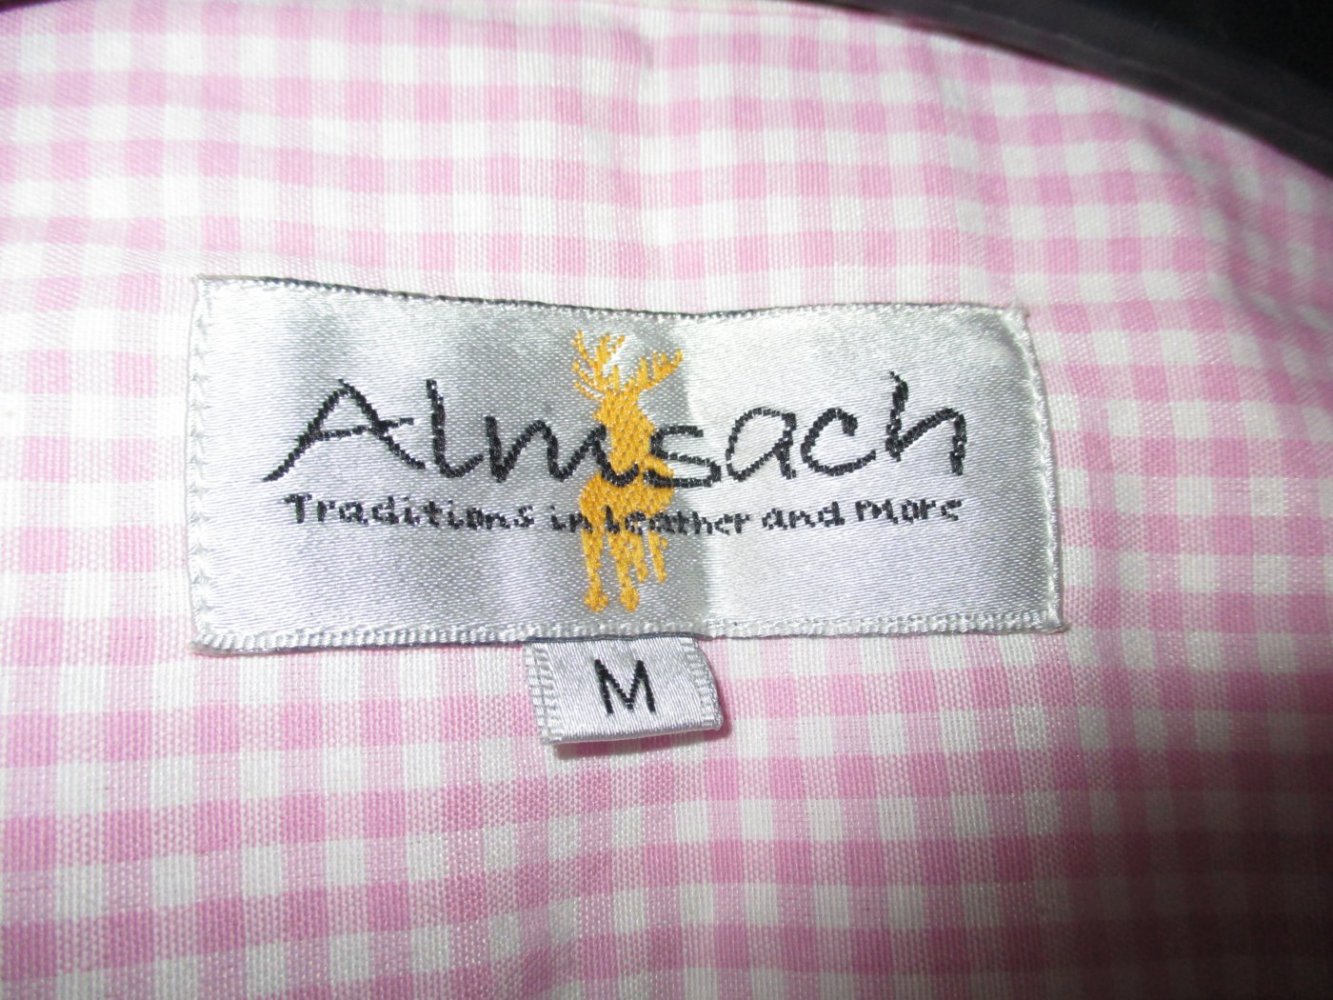 Almsach
Traditions in leather and more
M